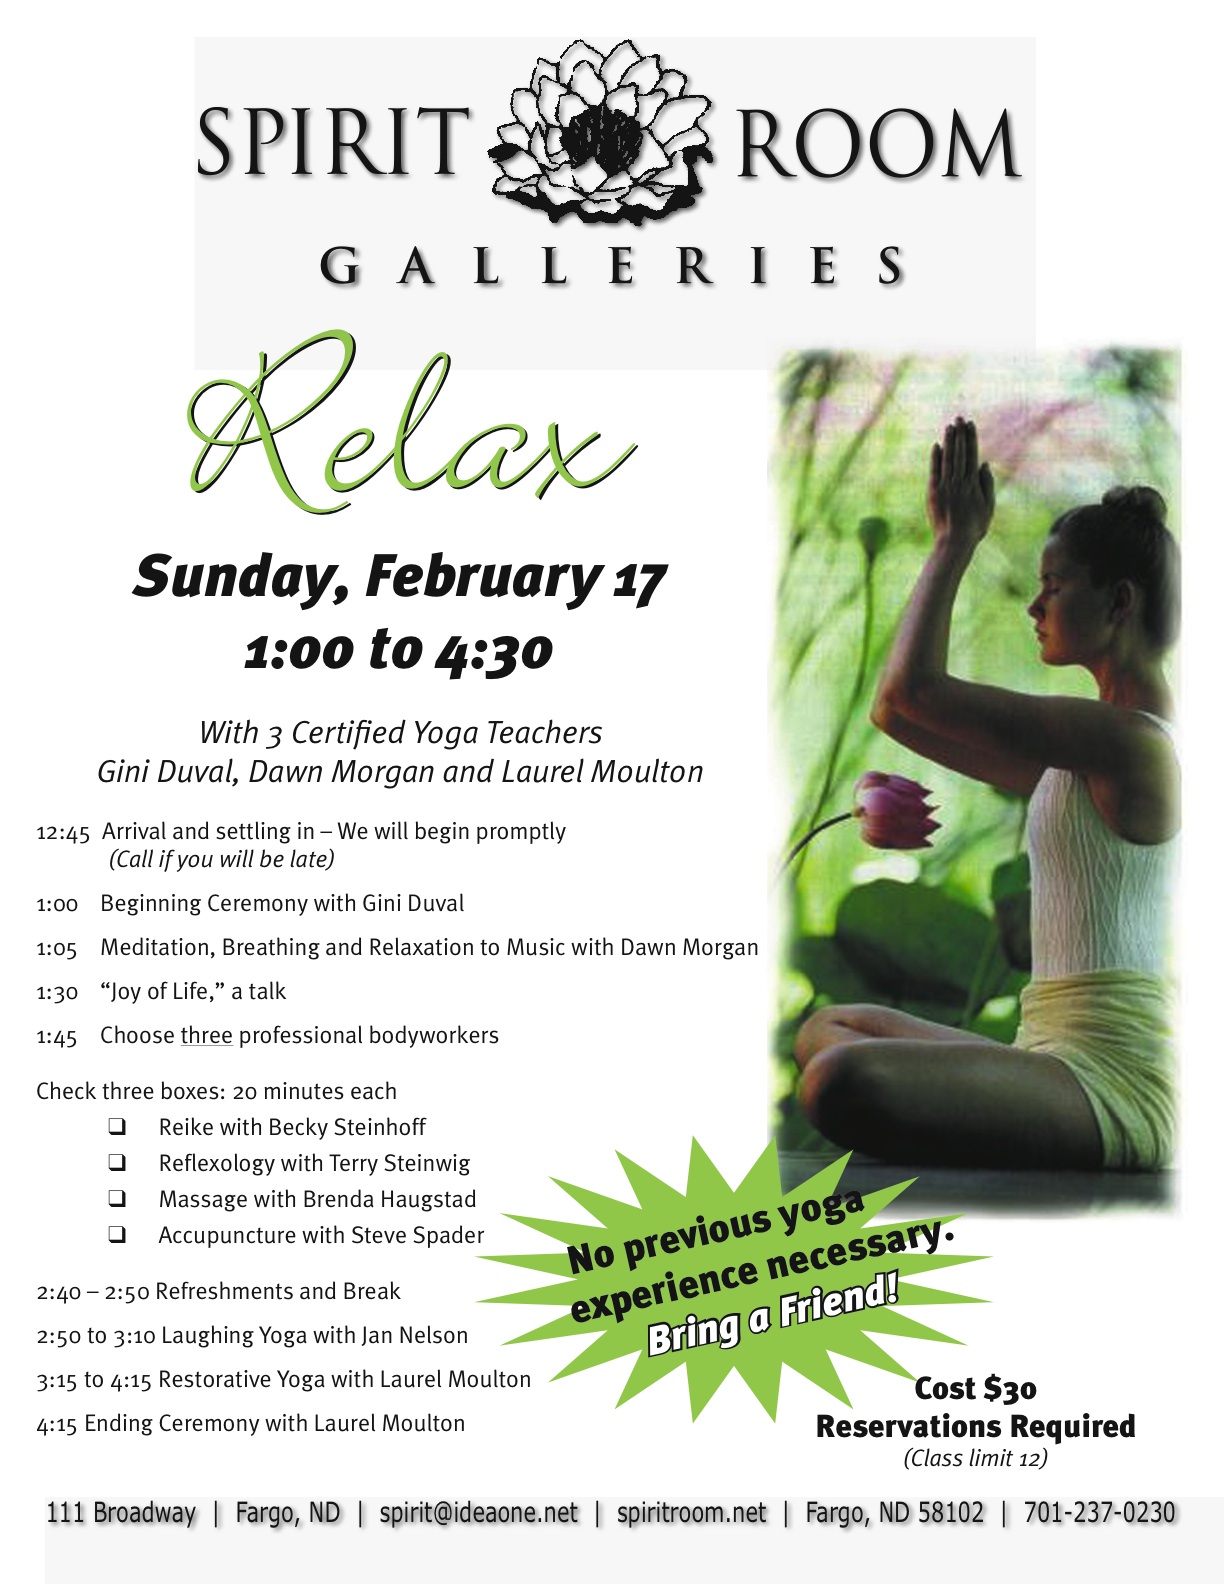 SPIRIT ROOM
GALLERIES
Relax
Sunday, February 17
1:00 to 4:30
With 3 Certified Yoga Teachers
Gini Duval, Dawn Morgan and Laurel Moulton
12:45 Arrival and settling in – We will begin promptly
(Call if you will be late)
1:00 Beginning Ceremony with Gini Duval
1:05 Meditation, Breathing and Relaxation to Music with Dawn Morgan
1:30 “Joy of Life,” a talk
1:45 Choose three professional bodyworkers
Check three boxes: 20 minutes each
❑ Reike with Becky Steinhoff
❑ Reflexology with Terry Steinwig
❑ Massage with Brenda Haugstad
❑ Accupuncture with Steve Spader
2:40 – 2:50 Refreshments and Break
2:50 to 3:10 Laughing Yoga with Jan Nelson
3:15 to 4:15 Restorative Yoga with Laurel Moulton
4:15 Ending Ceremony with Laurel Moulton
No previous yoga
experience necessary.
Bring a Friend!
Cost $30
Reservations Required
(Class limit 12)
111 Broadway | Fargo, ND | spirit@ideaone.net | spiritroom.net | Fargo, ND 58102 | 701-237-0230